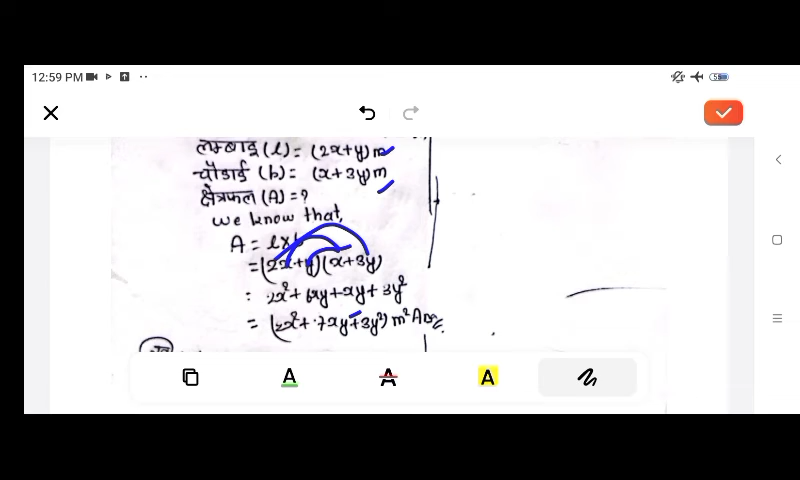 12:59 PM
लम्बाई (l) = (2x+y)m
चौडाई (b) = (x+3y)m
क्षेत्रफल (A) = ?
We know that,
A = l×b
=(2x+y)(x+3y)
= 2x²+6xy+xy+3y²
= (2x²+7xy+3y²) m² Ans.
A A A